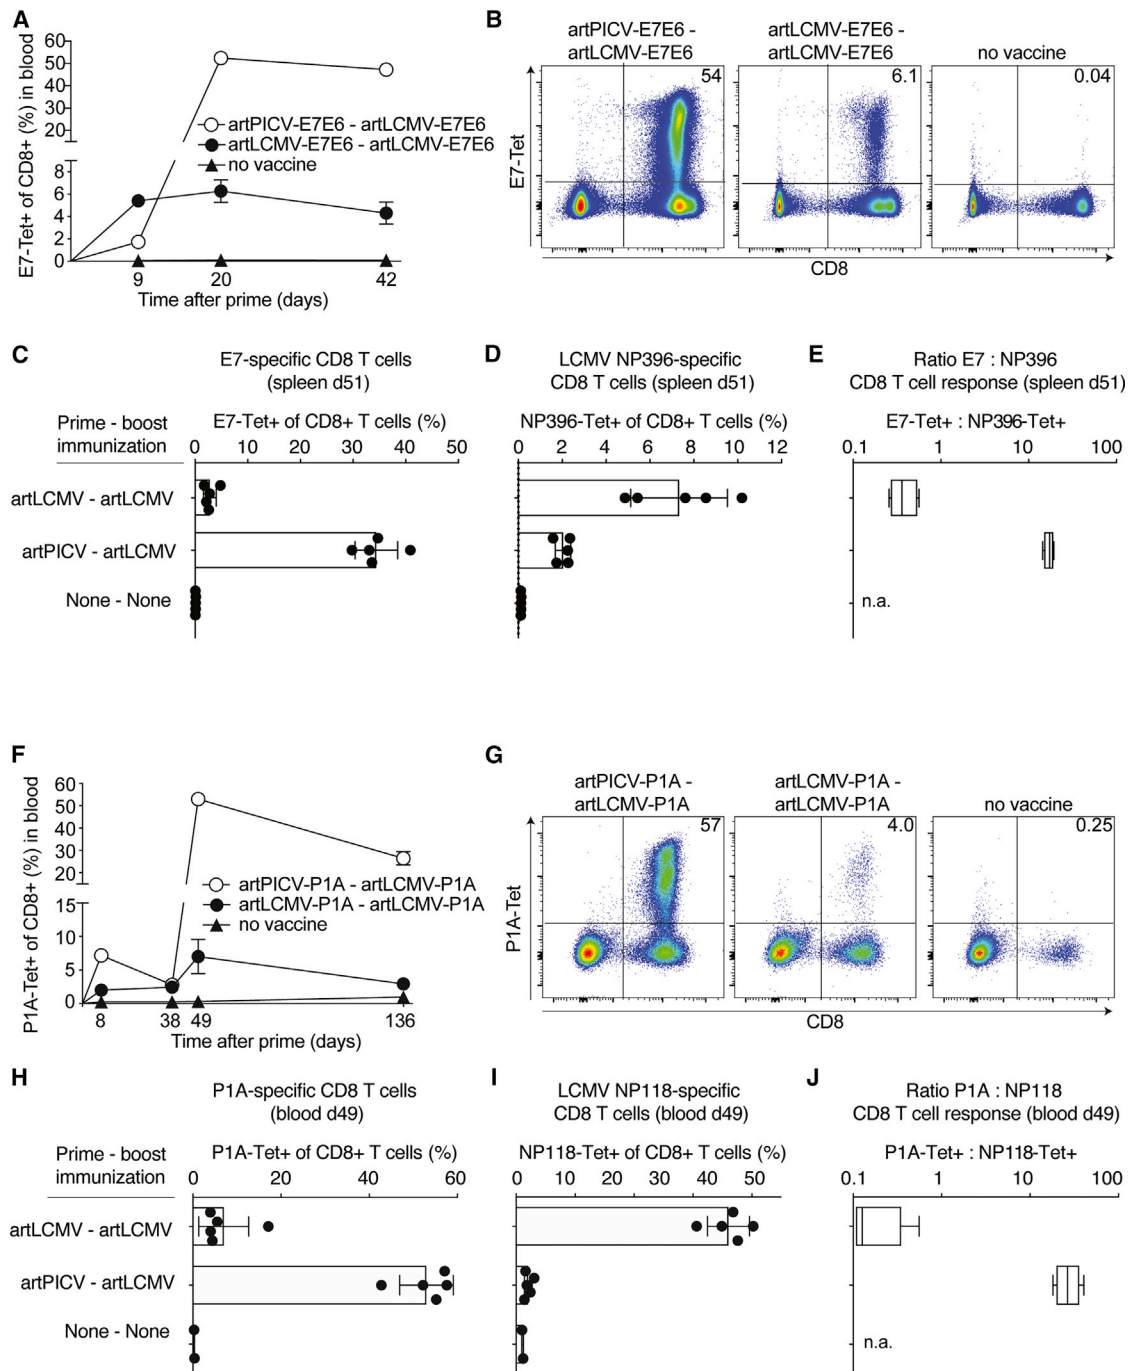 A
E7-Tet+ of CD8+ (%) in blood
60
50
40
30
20
8
6
4
2
0
artPICV-E7E6 - artLCMV-E7E6
artLCMV-E7E6 - artLCMV-E7E6
no vaccine
9 20 42
Time after prime (days)
B
artPICV-E7E6 -
artLCMV-E7E6
artLCMV-E7E6 -
artLCMV-E7E6
no vaccine
54
6.1
0.04
E7-Tet
CD8
C
E7-specific CD8 T cells
(spleen d51)
Prime - boost
immunization
E7-Tet+ of CD8+ T cells (%)
0 10 20 30 40 50
artLCMV - artLCMV
artPICV - artLCMV
None - None
D
LCMV NP396-specific
CD8 T cells (spleen d51)
NP396-Tet+ of CD8+ T cells (%)
0 2 4 6 8 10 12
E
Ratio E7 : NP396
CD8 T cell response (spleen d51)
E7-Tet+ : NP396-Tet+
0.1 1 10 100
n.a.
F
P1A-Tet+ of CD8+ (%) in blood
60
50
40
30
20
15
10
5
0
artPICV-P1A - artLCMV-P1A
artLCMV-P1A - artLCMV-P1A
no vaccine
8 38 49 136
Time after prime (days)
G
artPICV-P1A -
artLCMV-P1A
artLCMV-P1A -
artLCMV-P1A
no vaccine
57
4.0
0.25
P1A-Tet
CD8
H
P1A-specific CD8 T cells
(blood d49)
Prime - boost
immunization
P1A-Tet+ of CD8+ T cells (%)
0 20 40 60
artLCMV - artLCMV
artPICV - artLCMV
None - None
I
LCMV NP118-specific
CD8 T cells (blood d49)
NP118-Tet+ of CD8+ T cells (%)
0 10 20 30 40 50
J
Ratio P1A : NP118
CD8 T cell response (blood d49)
P1A-Tet+ : NP118-Tet+
0.1 1 10 100
n.a.